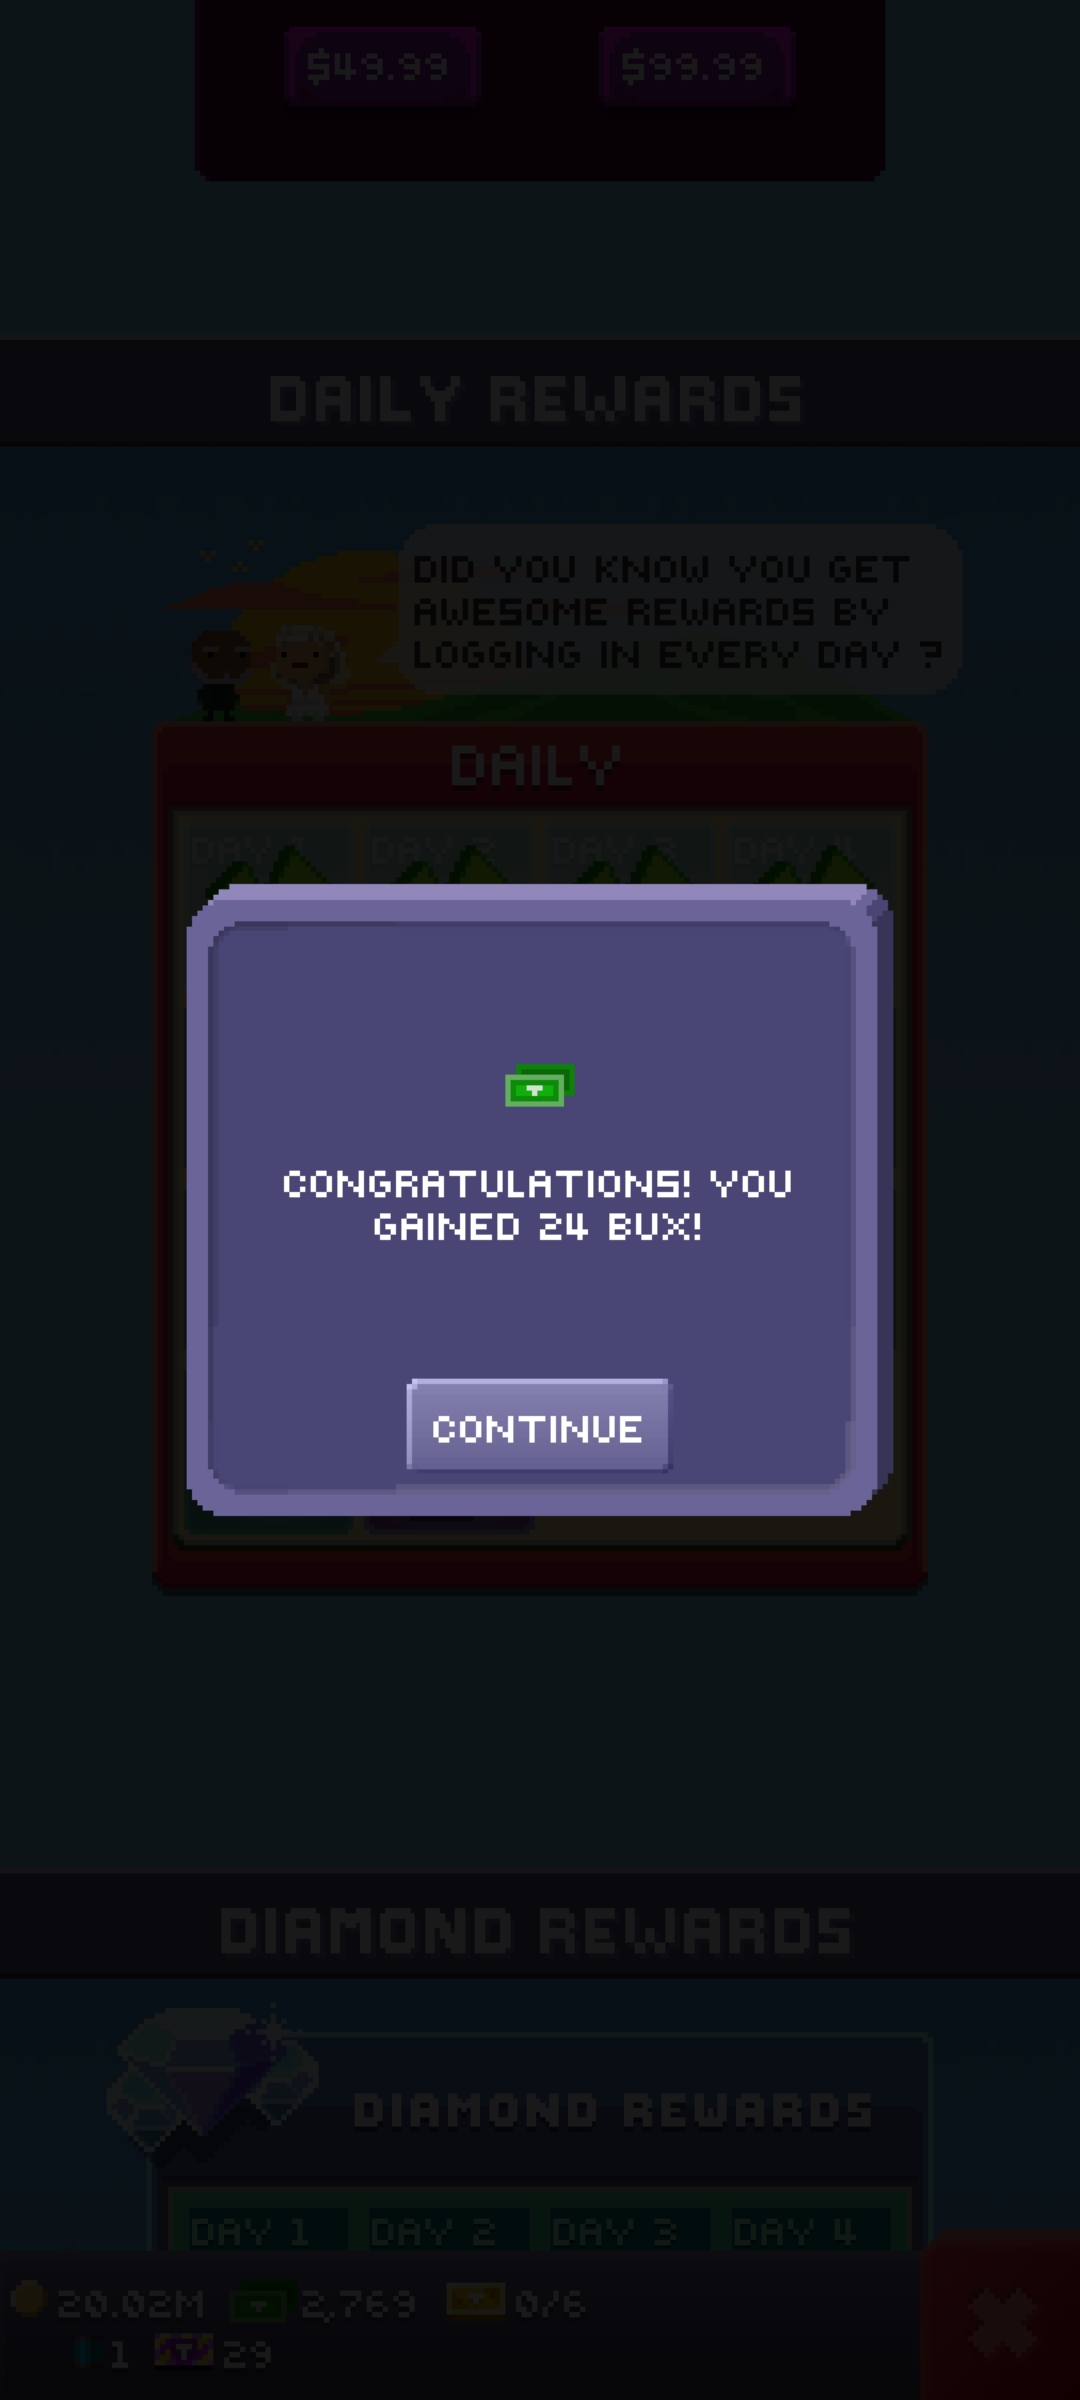 $49.99 $99.99
DAILY REWARDS
DID YOU KNOW YOU GET
AWESOME REWARDS BY
LOGGING IN EVERY DAY ?
DAILY
DAY 1 DAY 2 DAY 3 DAY 4
CONGRATULATIONS! YOU
GAINED 24 BUX!
CONTINUE
DIAMOND REWARDS
DIAMOND REWARDS
DAY 1 DAY 2 DAY 3 DAY 4
20.02M 2,769 0/6
1 29